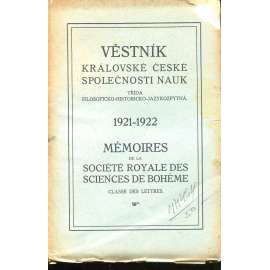 VĚSTNÍK
KRÁLOVSKÉ ČESKÉ
SPOLEČNOSTI NAUK
TŘÍDA
FILOSOFICKO-HISTORICKO-JAZYKOZPYTNÁ
1921-1922
MÉMOIRES
DE LA
SOCIÉTÉ ROYALE DES
SCIENCES DE BOHÊME
CLASSE DES LETTRES